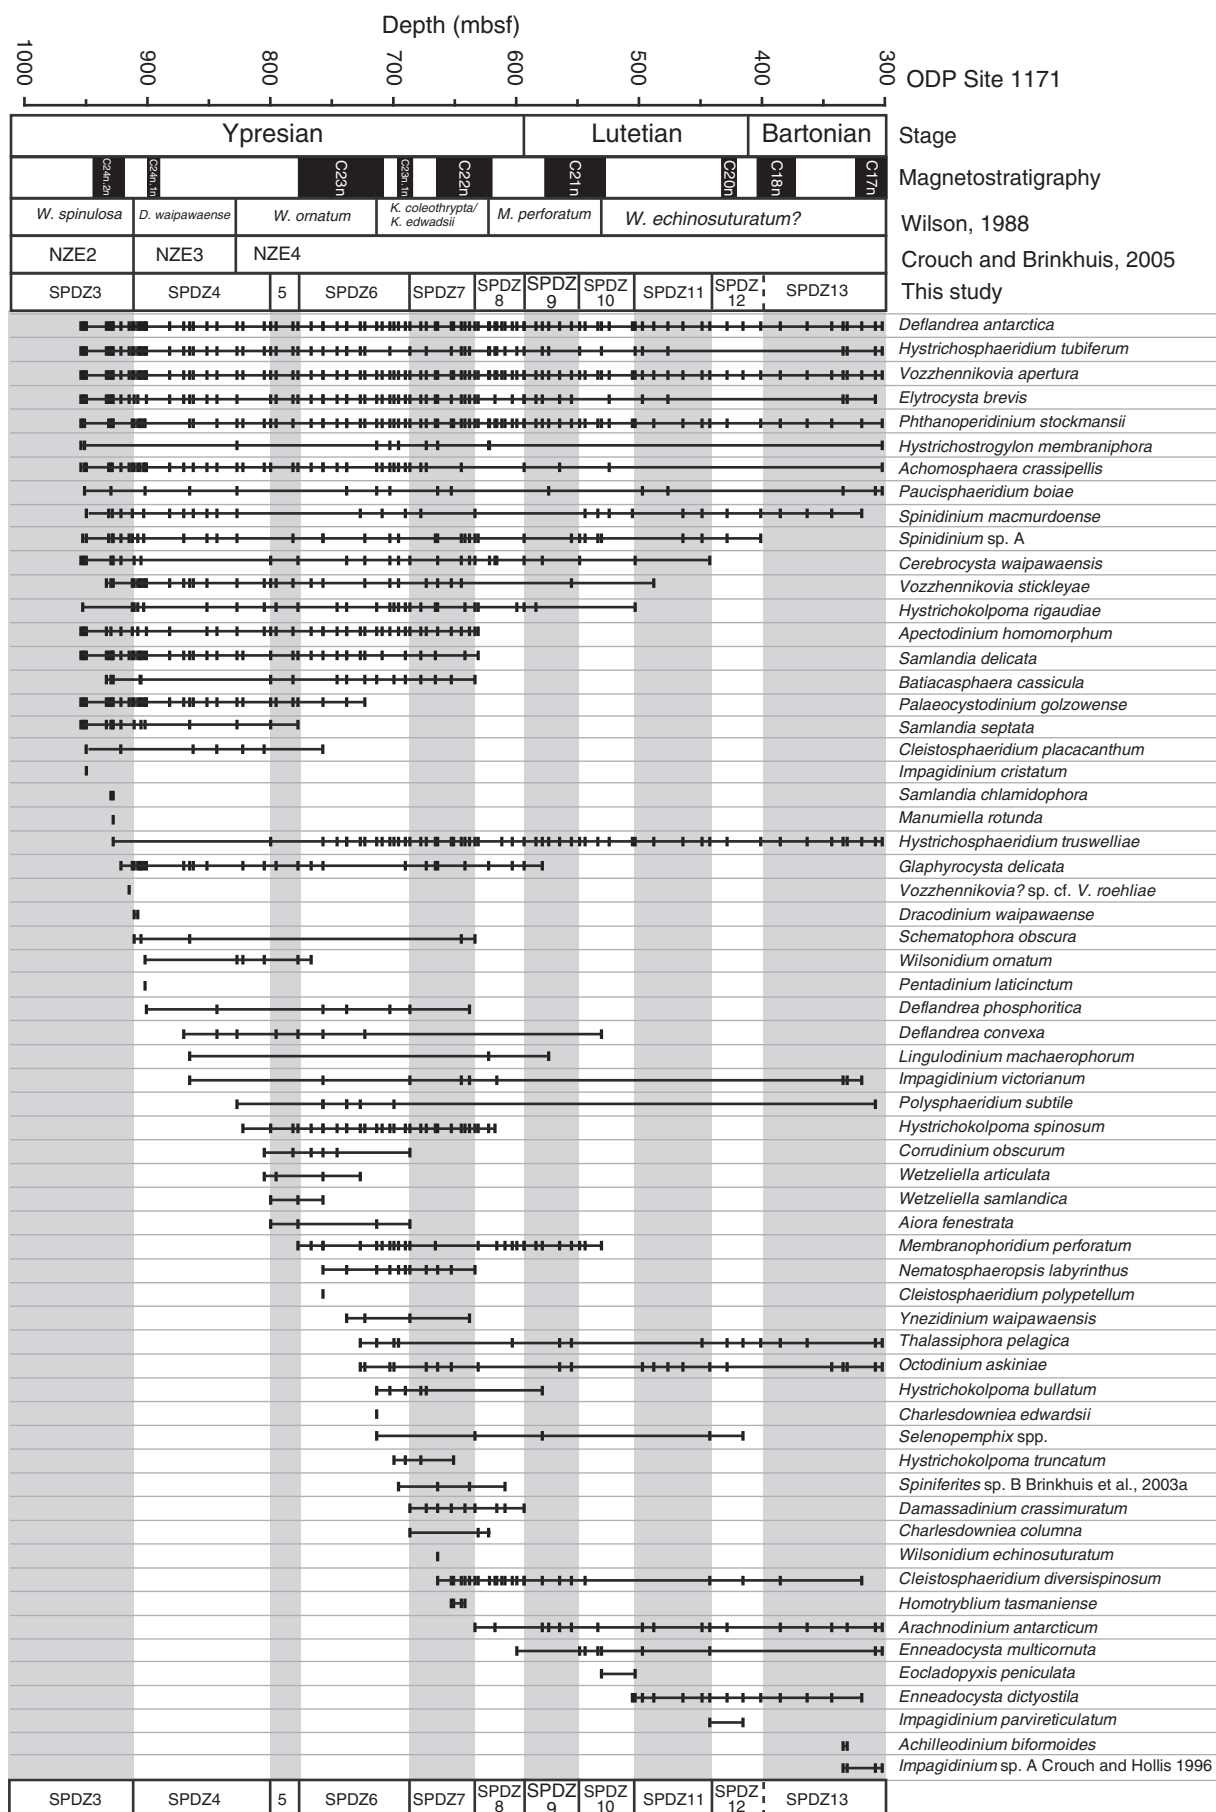 Depth (mbsf)
1000 900 800 700 600 500 400 300 ODP Site 1171
Ypresian Lutetian Bartonian Stage
C24n.2n C24n.1n C23n C23n.1n C22n C21n C20n C18n C17n Magnetostratigraphy
W. spinulosa D. waipawaense W. ornatum K. coleothrypta/ K. edwadsii M. perforatum W. echinosuturatum? Wilson, 1988
NZE2 NZE3 NZE4 Crouch and Brinkhuis, 2005
SPDZ3 SPDZ4 5 SPDZ6 SPDZ7 SPDZ 8 SPDZ 9 SPDZ 10 SPDZ11 SPDZ 12 SPDZ13 This study
Deflandrea antarctica
Hystrichosphaeridium tubiferum
Vozzhennikovia apertura
Elytrocysta brevis
Phthanoperidinium stockmansii
Hystrichostrogylon membraniphora
Achomosphaera crassipellis
Paucisphaeridium boiae
Spinidinium macmurdoense
Spinidinium sp. A
Cerebrocysta waipawaensis
Vozzhennikovia stickleyae
Hystrichokolpoma rigaudiae
Apectodinium homomorphum
Samlandia delicata
Batiacasphaera cassicula
Palaeocystodinium golzowense
Samlandia septata
Cleistosphaeridium placacanthum
Impagidinium cristatum
Samlandia chlamidophora
Manumiella rotunda
Hystrichosphaeridium truswelliae
Glaphyrocysta delicata
Vozzhennikovia? sp. cf. V. roehliae
Dracodinium waipawaense
Schematophora obscura
Wilsonidium ornatum
Pentadinium laticinctum
Deflandrea phosphoritica
Deflandrea convexa
Lingulodinium machaerophorum
Impagidinium victorianum
Polysphaeridium subtile
Hystrichokolpoma spinosum
Corrudinium obscurum
Wetzeliella articulata
Wetzeliella samlandica
Aiora fenestrata
Membranophoridium perforatum
Nematosphaeropsis labyrinthus
Cleistosphaeridium polypetellum
Ynezidinium waipawaensis
Thalassiphora pelagica
Octodinium askiniae
Hystrichokolpoma bullatum
Charlesdowniea edwardsii
Selenopemphix spp.
Hystrichokolpoma truncatum
Spiniferites sp. B Brinkhuis et al., 2003a
Damassadinium crassimuratum
Charlesdowniea columna
Wilsonidium echinosuturatum
Cleistosphaeridium diversispinosum
Homotryblium tasmaniense
Arachnodinium antarcticum
Enneadocysta multicornuta
Eocladopyxis peniculata
Enneadocysta dictyostila
Impagidinium parvireticulatum
Achilleodinium biformoides
Impagidinium sp. A Crouch and Hollis 1996
SPDZ3 SPDZ4 5 SPDZ6 SPDZ7 SPDZ 8 SPDZ 9 SPDZ 10 SPDZ11 SPDZ 12 SPDZ13